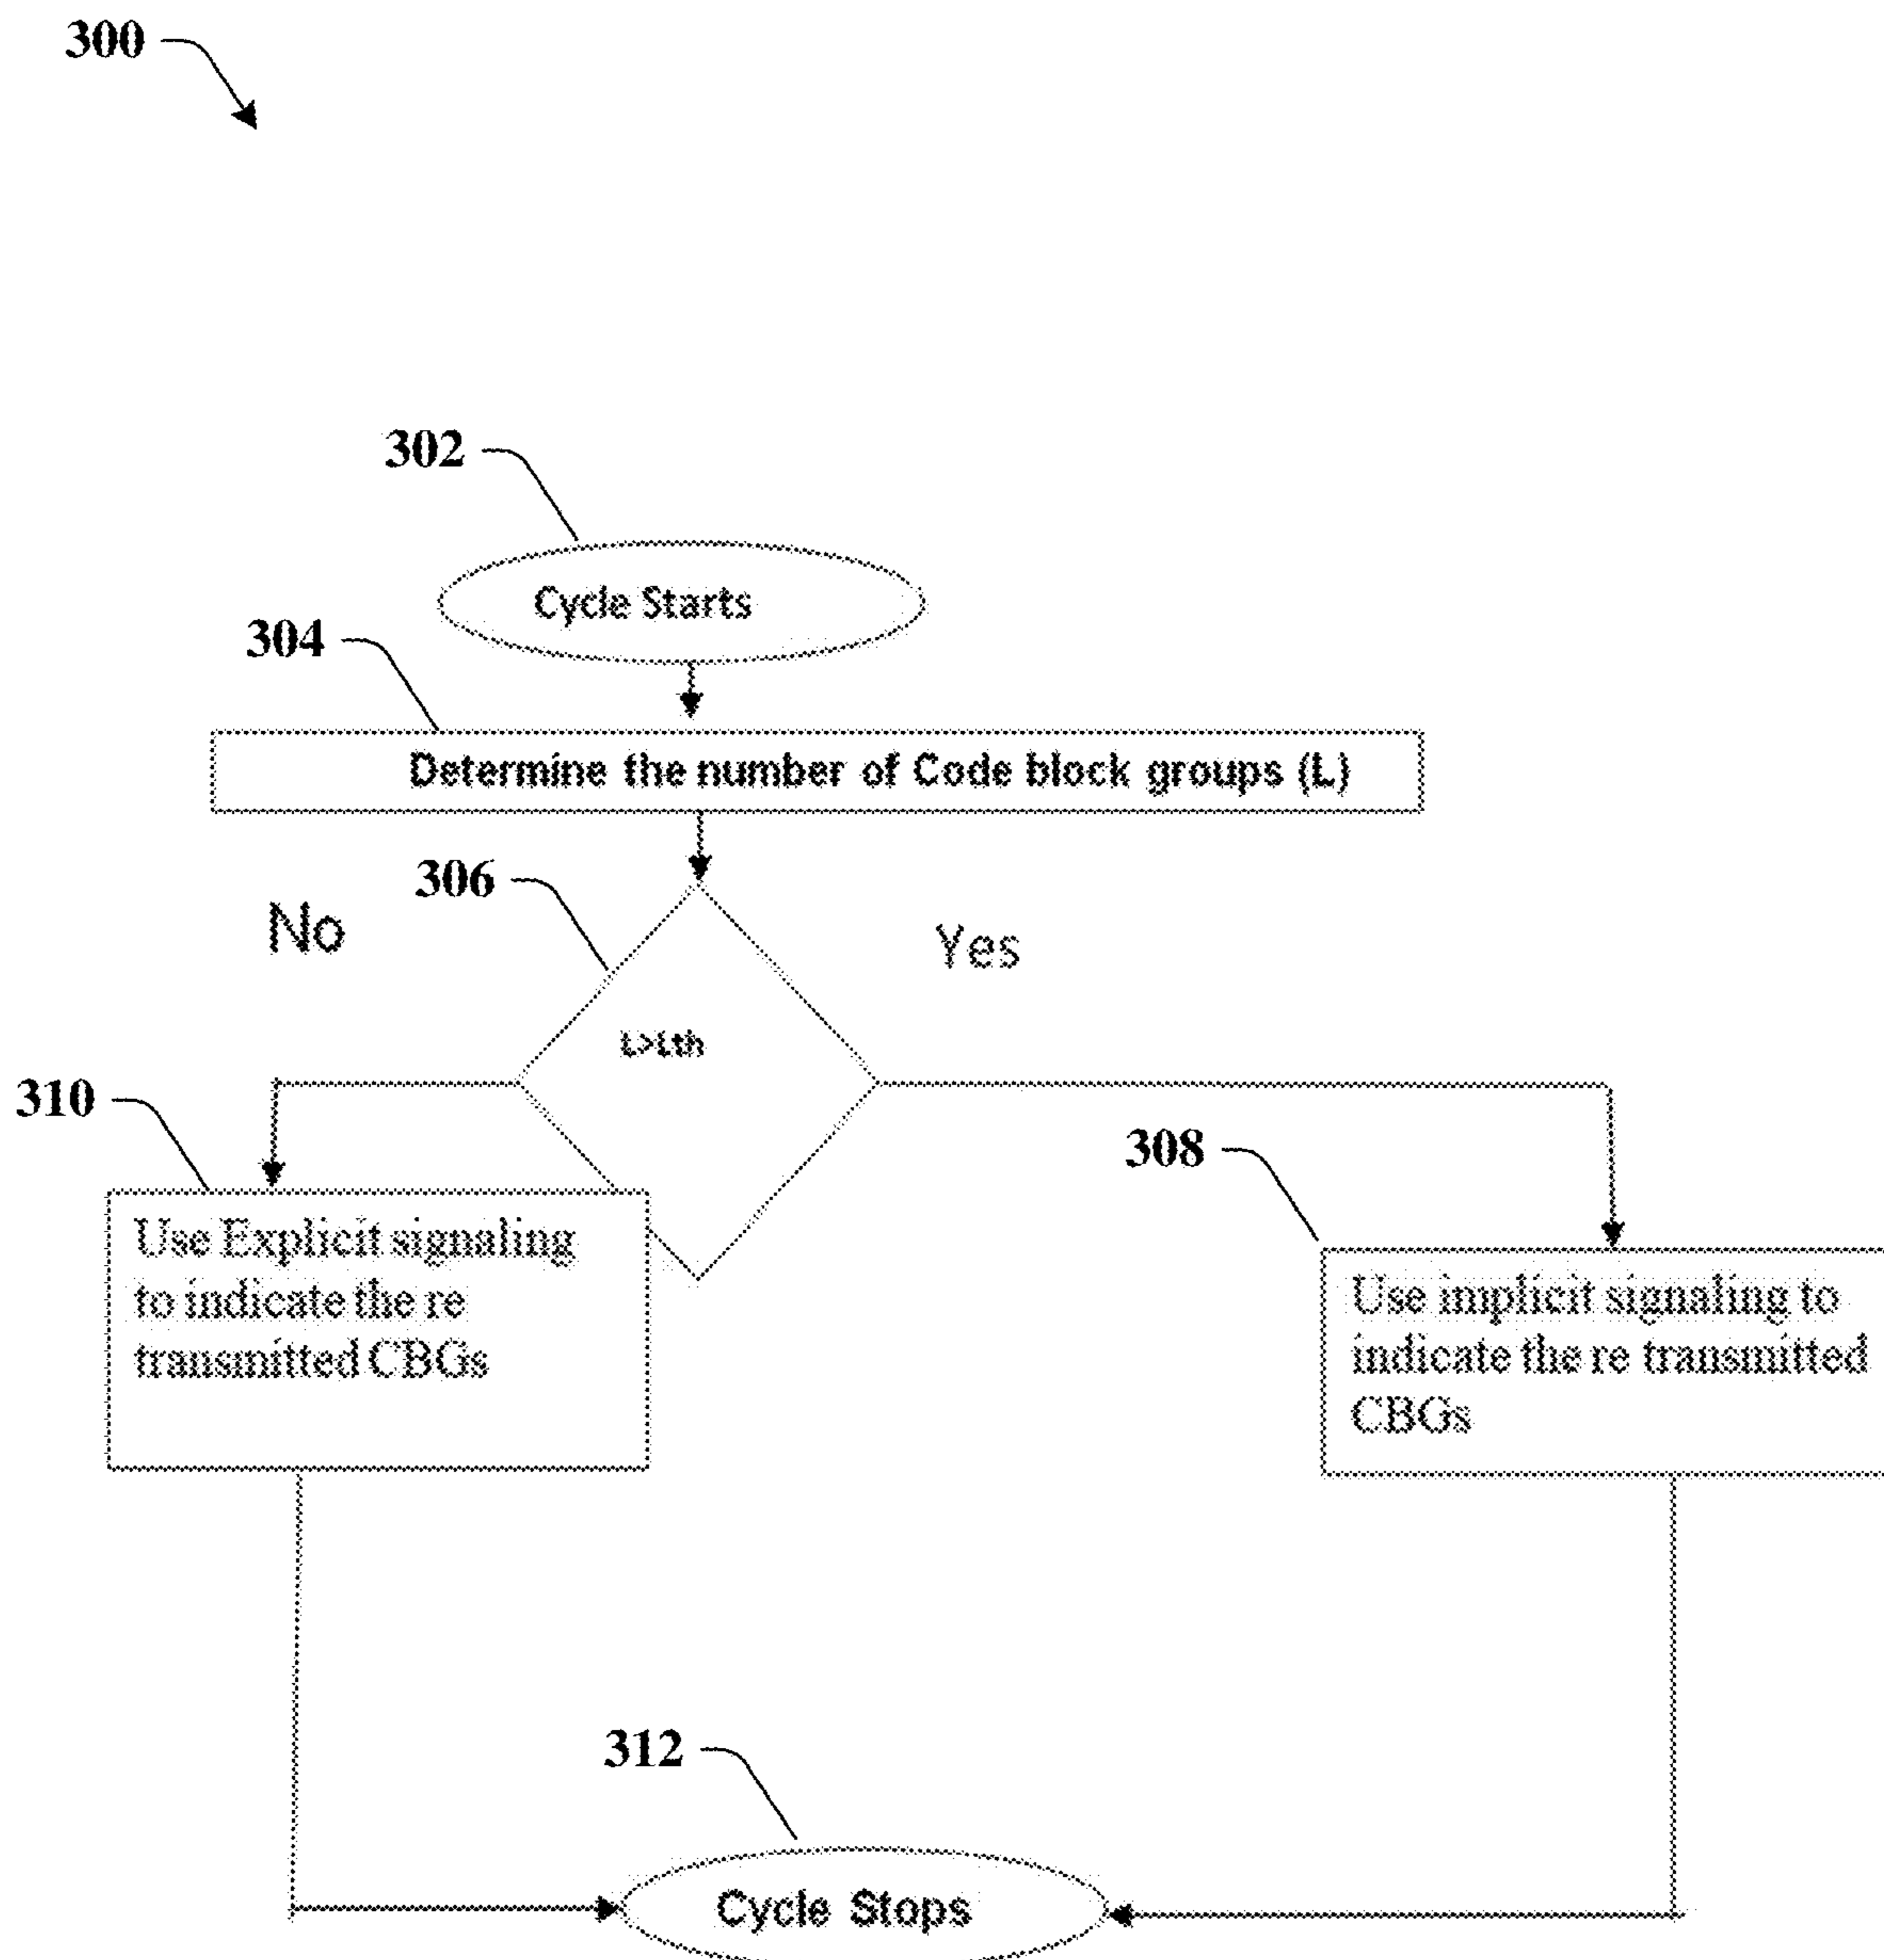 300
302
Cycle Starts
304
Determine the number of Code block groups (L)
306
No
Yes
L>Lth
310
308
Use Explicit signaling
to indicate the re
transmitted CBGs
Use implicit signaling to
indicate the re transmitted
CBGs
312
Cycle Stops